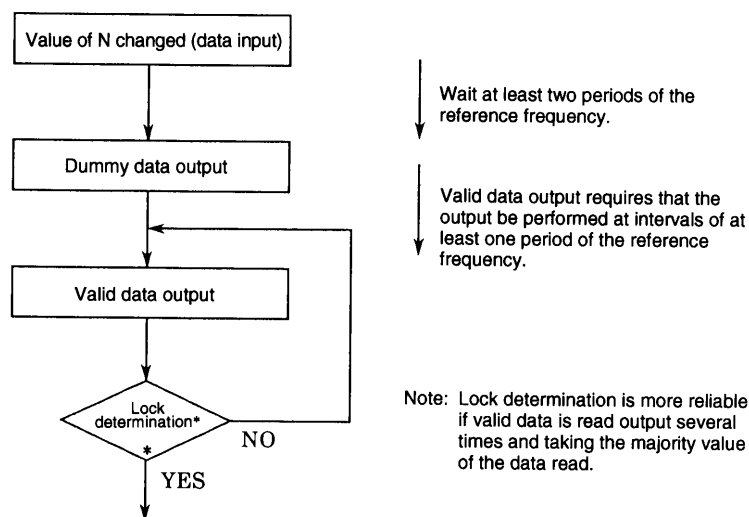 Value of N changed (data input)
Wait at least two periods of the
reference frequency.
Dummy data output
Valid data output requires that the
output be performed at intervals of at
least one period of the reference
frequency.
Valid data output
Lock
determination*
*
NO
YES
Note: Lock determination is more reliable
if valid data is read output several
times and taking the majority value
of the data read.